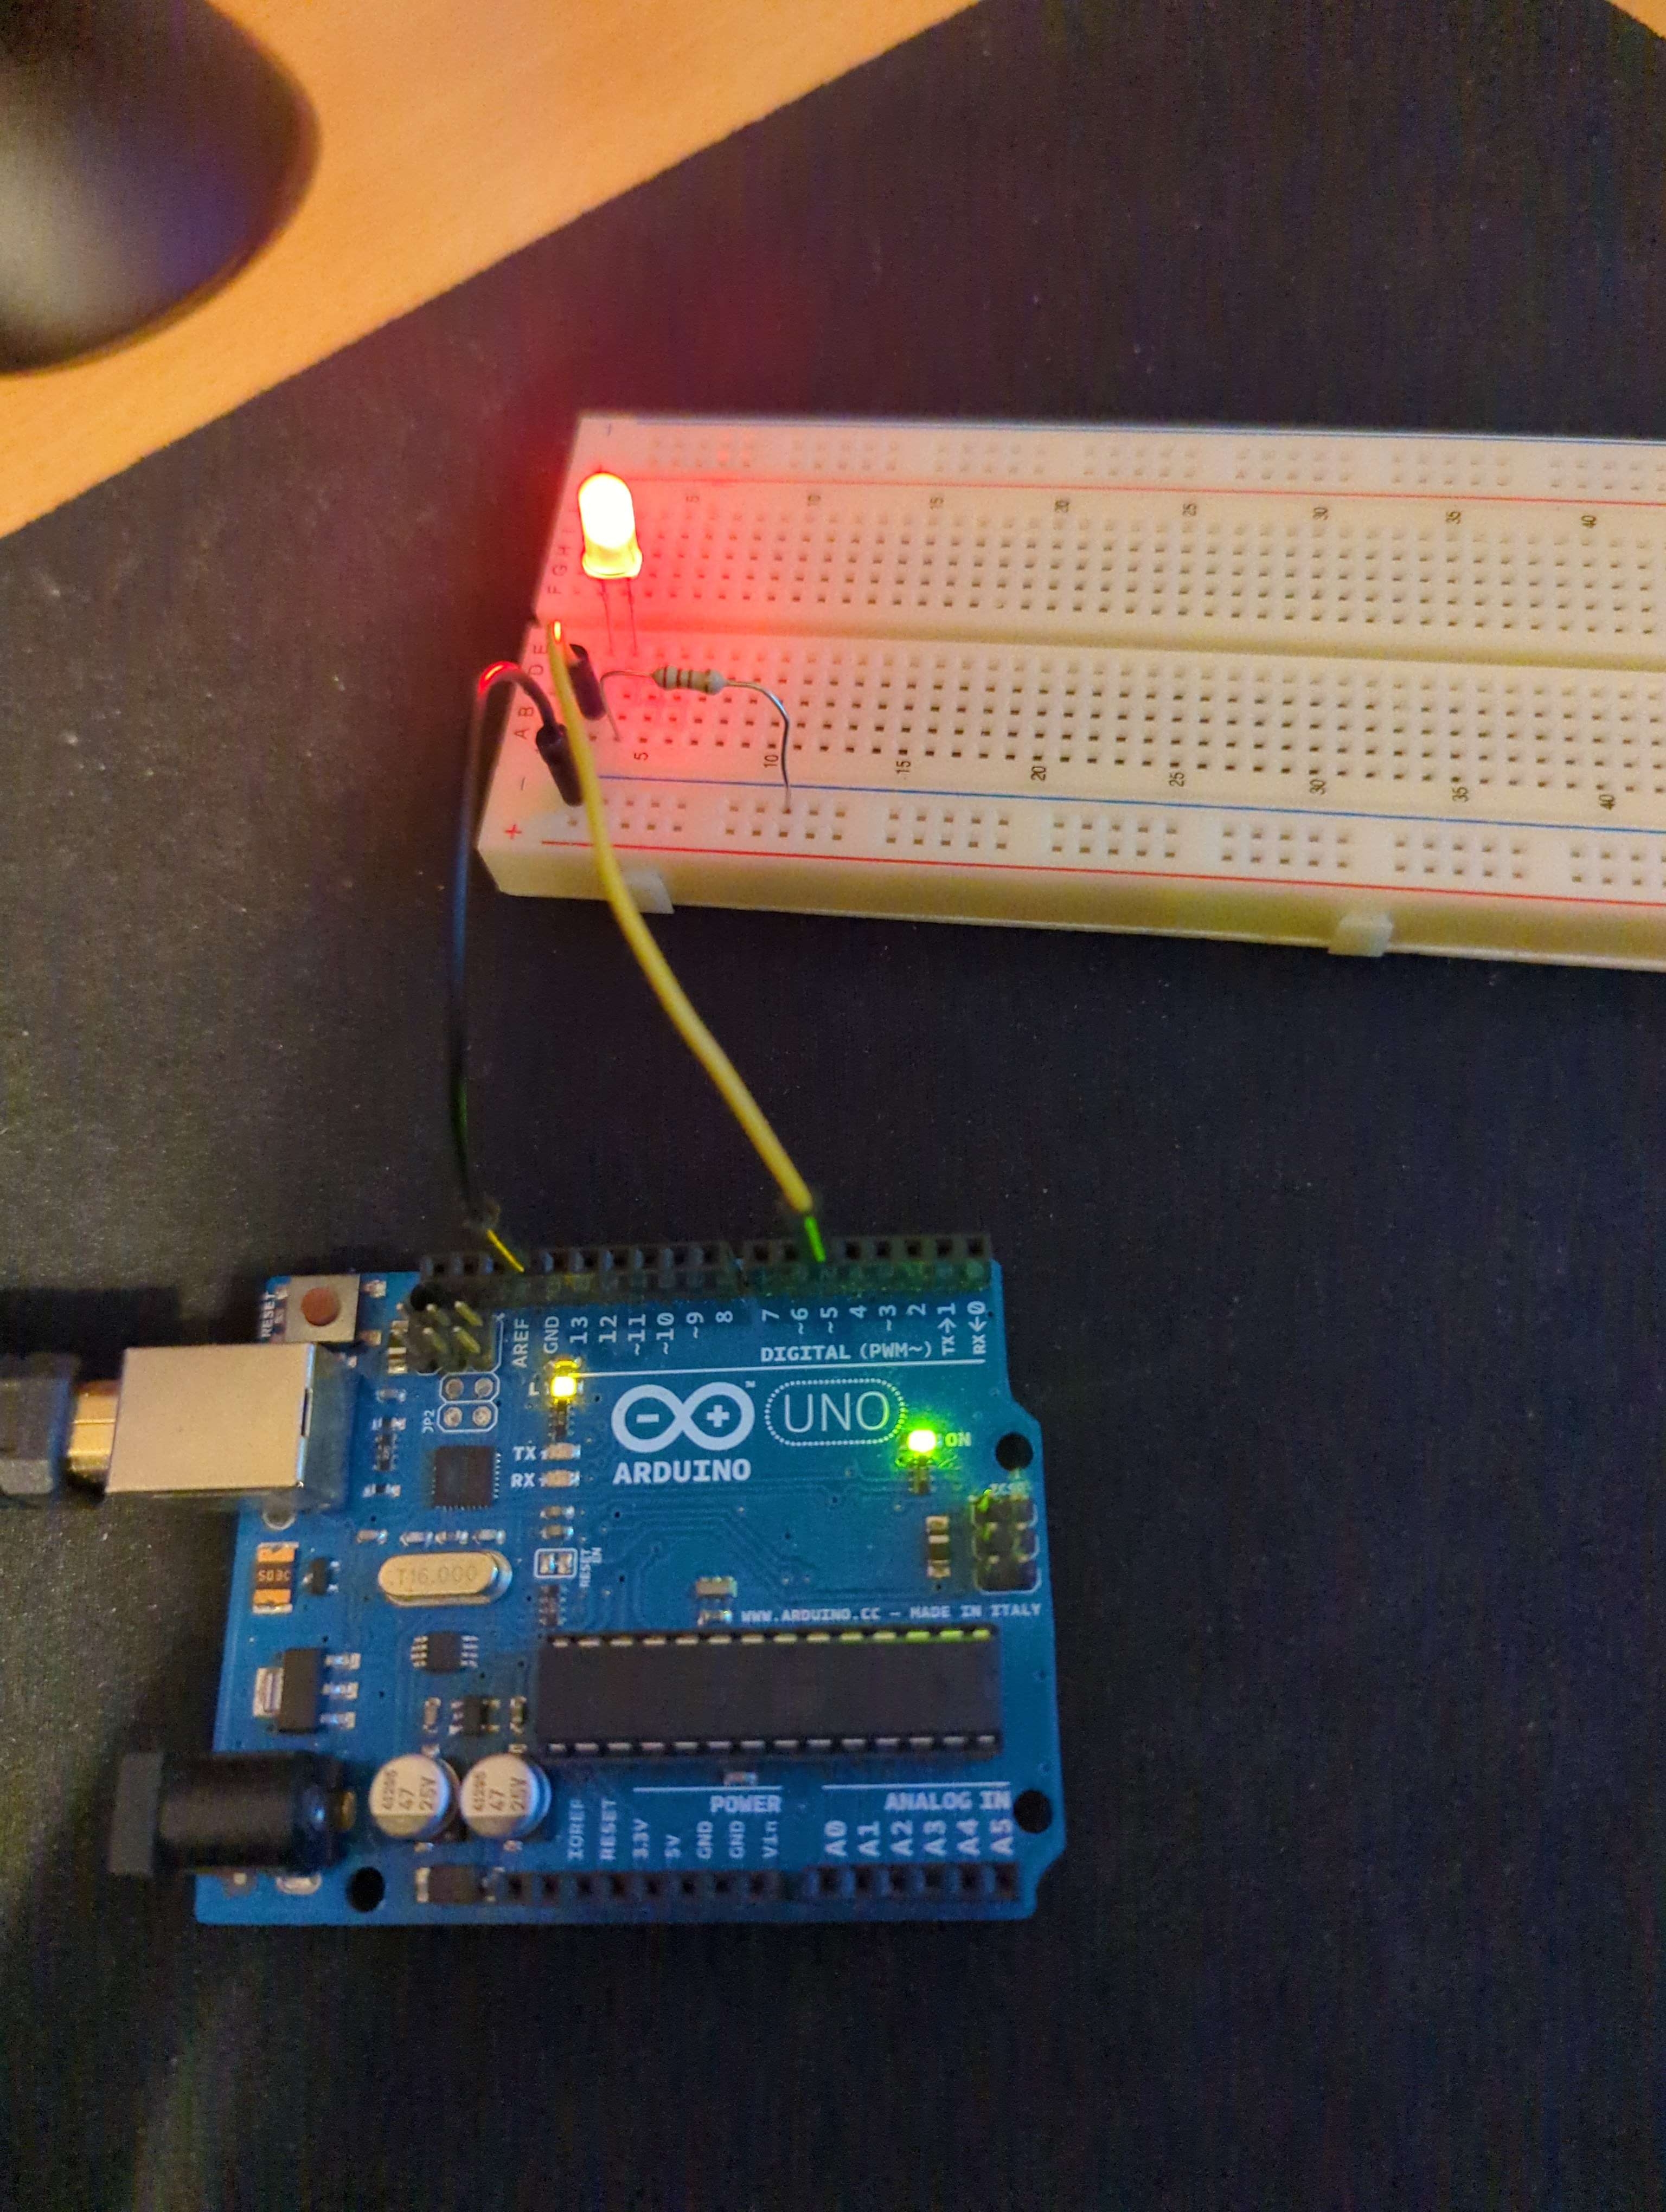 5 10 15 20 25 30 35 40
F G H
A B D E
5 10 15 20 25 30 35 40
-
+
RESET
AREF
GND
13
12
~11
~10
~9
8
7
~6
~5
4
~3
2
TX→1
RX←0
DIGITAL (PWM~)
L
JP2
TX
RX
UNO
ON
ARDUINO
RESET EN
T16.000
WWW.ARDUINO.CC - MADE IN ITALY
47
25V
47
25V
POWER
ANALOG IN
IOREF
RESET
3.3V
5V
GND
GND
Vin
A0
A1
A2
A3
A4
A5